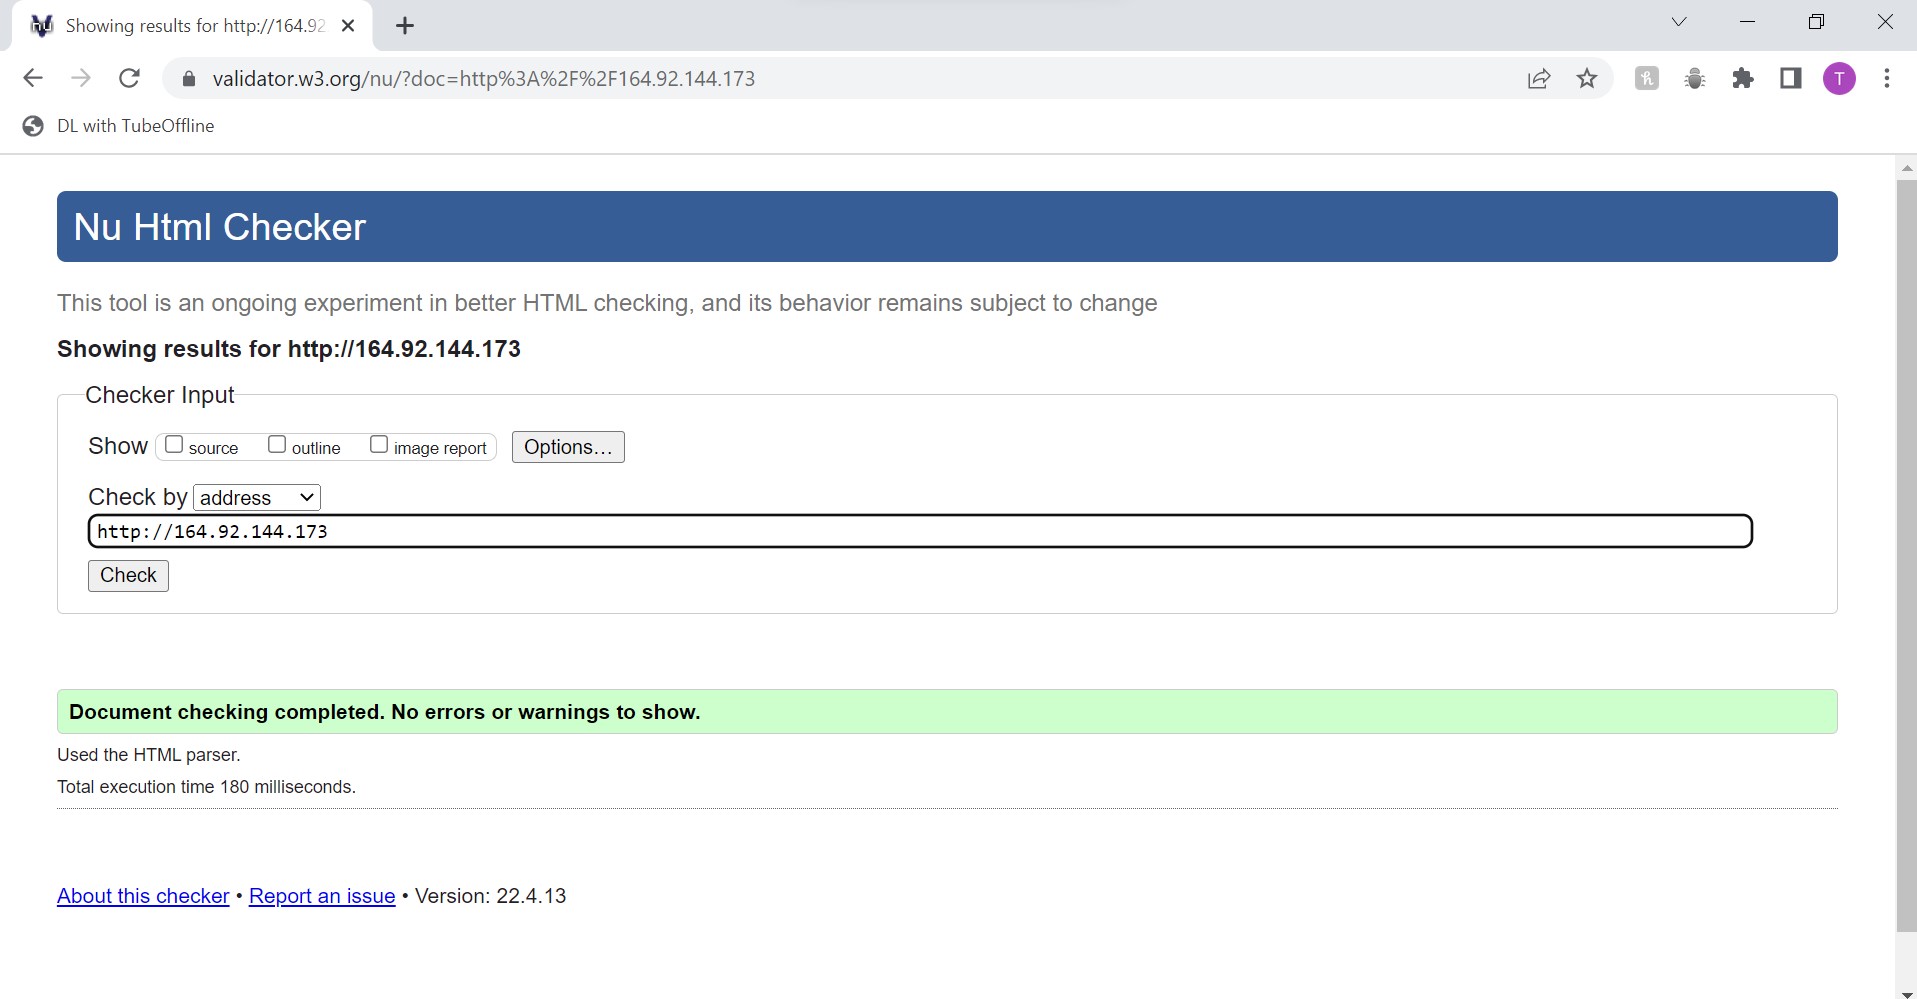 Showing results for http://164.92
validator.w3.org/nu/?doc=http%3A%2F%2F164.92.144.173
T
DL with TubeOffline
Nu Html Checker
This tool is an ongoing experiment in better HTML checking, and its behavior remains subject to change
Showing results for http://164.92.144.173
Checker Input
Show source outline image report Options…
Check by address
http://164.92.144.173
Check
Document checking completed. No errors or warnings to show.
Used the HTML parser.
Total execution time 180 milliseconds.
About this checker • Report an issue • Version: 22.4.13